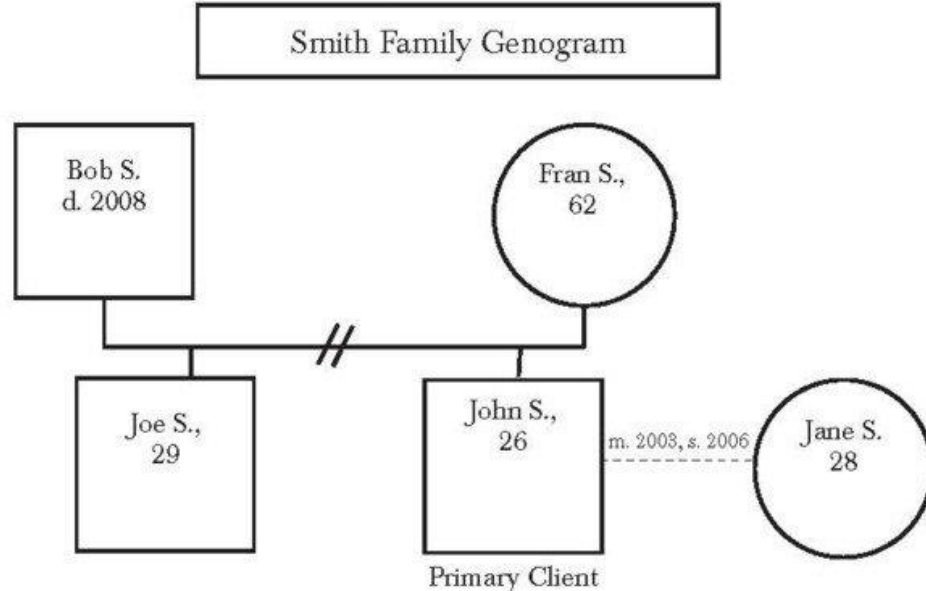 Smith Family Genogram
Bob S.
d. 2008
Fran S.,
62
Joe S.,
29
John S.,
26
m. 2003, s. 2006
Jane S.
28
Primary Client